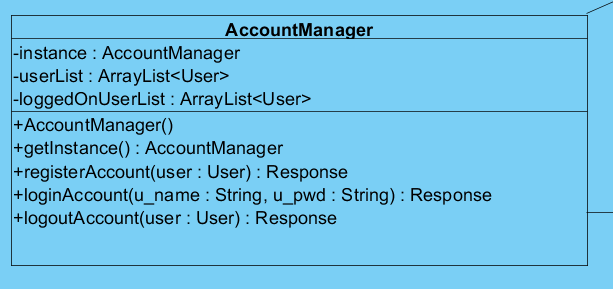 AccountManager
-instance : AccountManager
-userList : ArrayList<User>
-loggedOnUserList : ArrayList<User>
+AccountManager()
+getInstance() : AccountManager
+registerAccount(user : User) : Response
+loginAccount(u_name : String, u_pwd : String) : Response
+logoutAccount(user : User) : Response